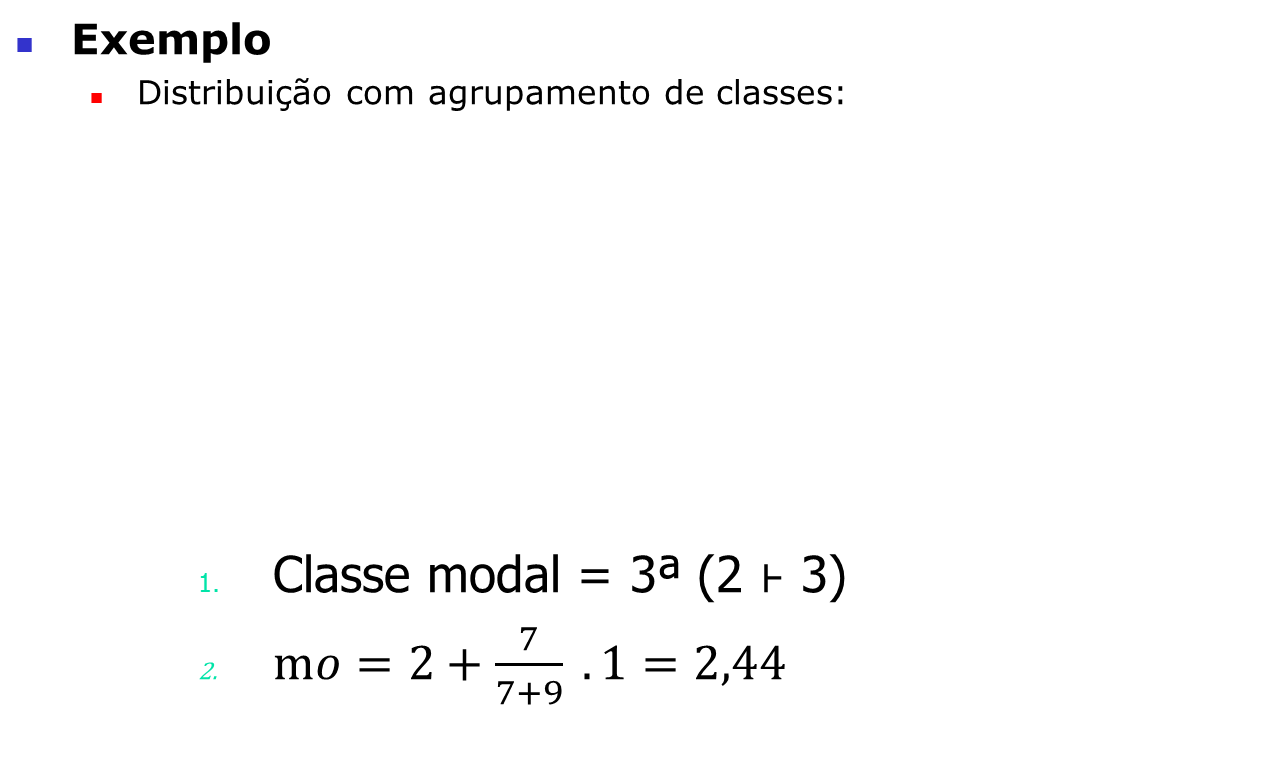 Exemplo
Distribuição com agrupamento de classes:
1. Classe modal = 3ª (2 ⊦ 3)
2. mo = 2 + 7/(7+9) . 1 = 2,44